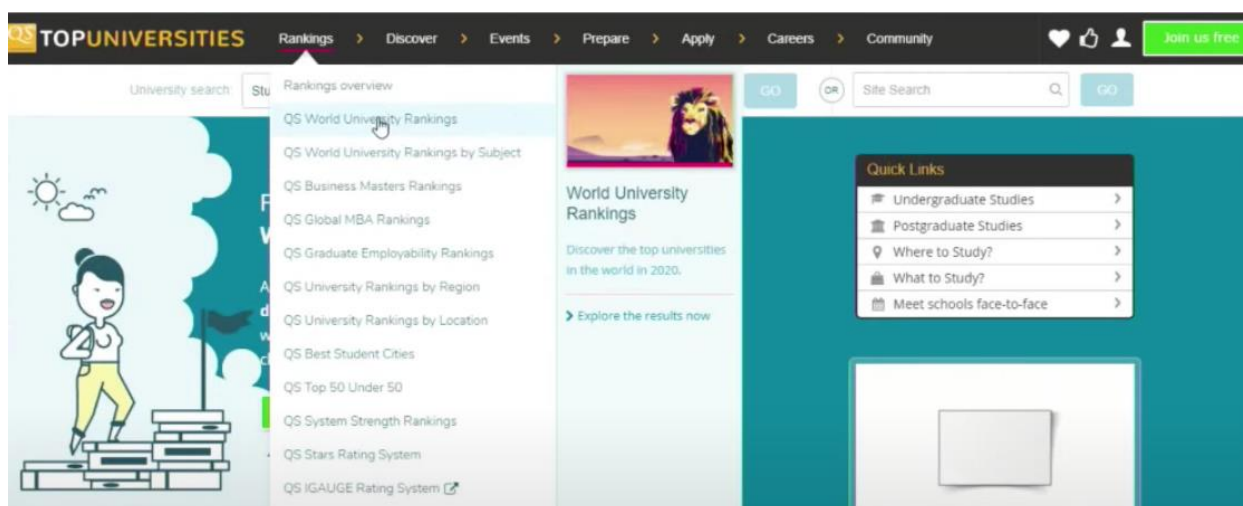 QS TOPUNIVERSITIES
Rankings > Discover > Events > Prepare > Apply > Careers > Community
Join us free
University search: Stu
GO
OR
Site Search
GO
Rankings overview
QS World University Rankings
QS World University Rankings by Subject
QS Business Masters Rankings
QS Global MBA Rankings
QS Graduate Employability Rankings
QS University Rankings by Region
QS University Rankings by Location
QS Best Student Cities
QS Top 50 Under 50
QS System Strength Rankings
QS Stars Rating System
QS IGAUGE Rating System
World University
Rankings
Discover the top universities
in the world in 2020.
> Explore the results now
Quick Links
Undergraduate Studies >
Postgraduate Studies >
Where to Study? >
What to Study? >
Meet schools face-to-face >